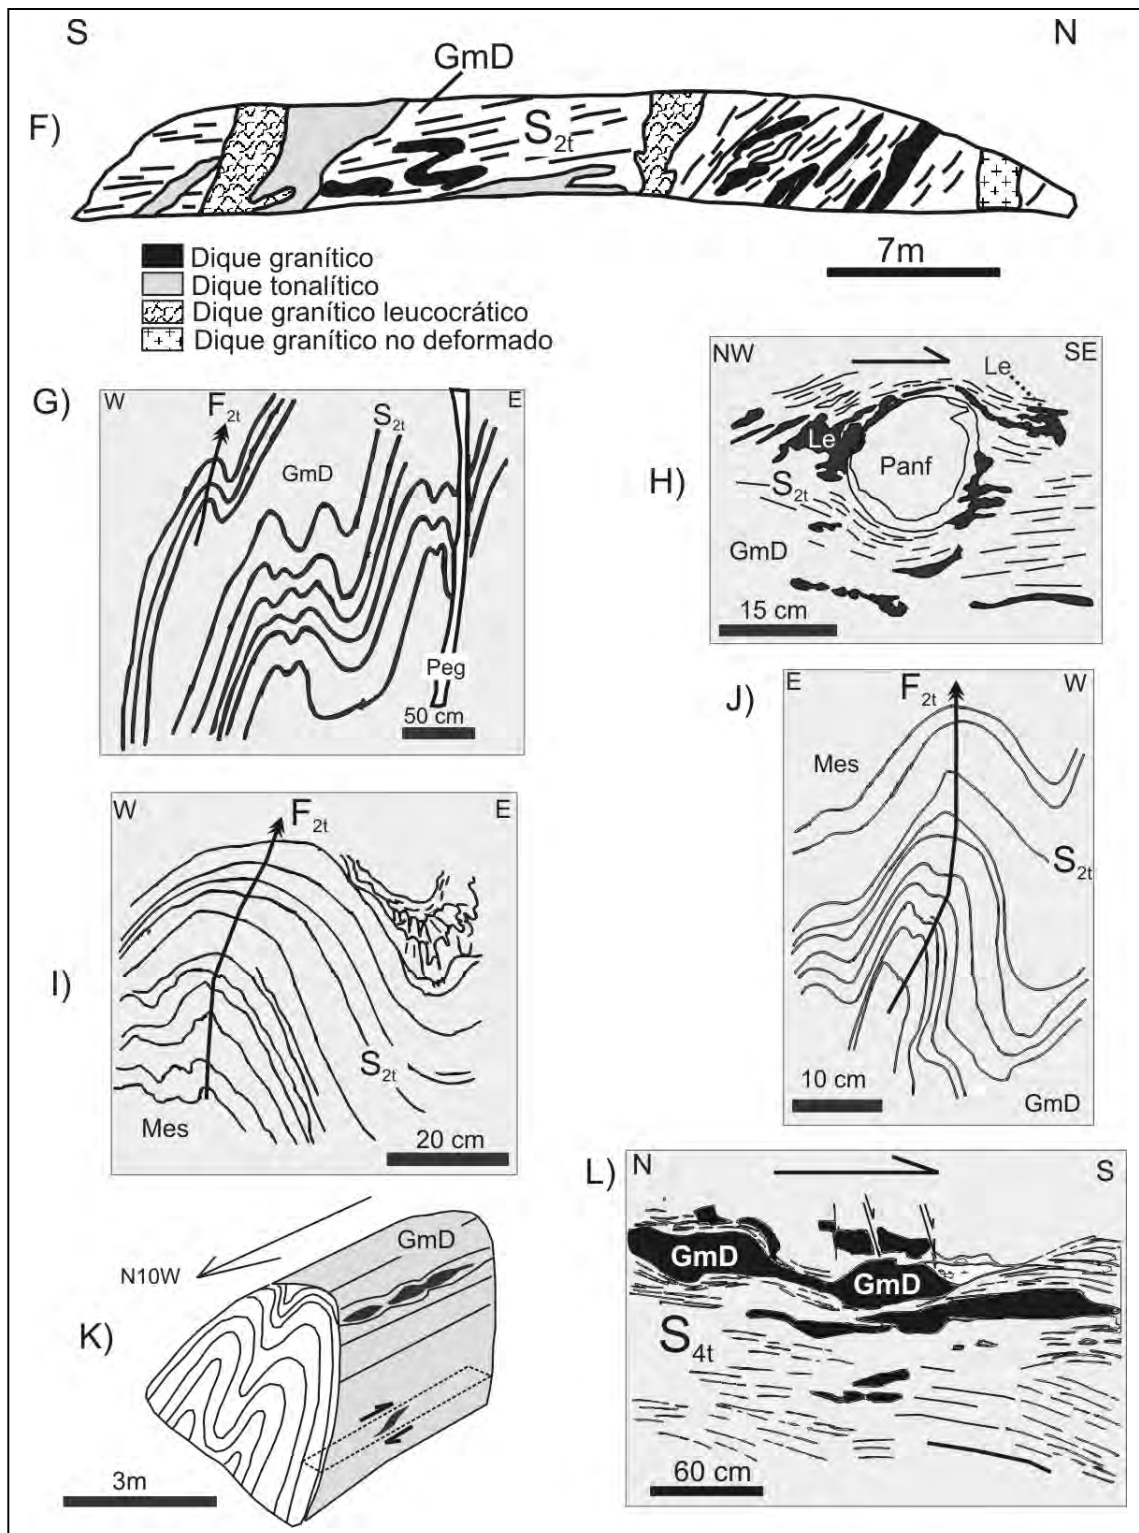 S
N
GmD
F)
S2t
7m
Dique granítico
Dique tonalítico
Dique granítico leucocrático
Dique granítico no deformado
G)
W
E
F2t
S2t
GmD
Peg
50 cm
H)
NW
SE
Le
Le
Panf
S2t
GmD
15 cm
I)
W
E
F2t
S2t
Mes
20 cm
J)
E
W
F2t
Mes
S2t
10 cm
GmD
K)
N10W
GmD
3m
L)
N
S
GmD
GmD
S4t
60 cm